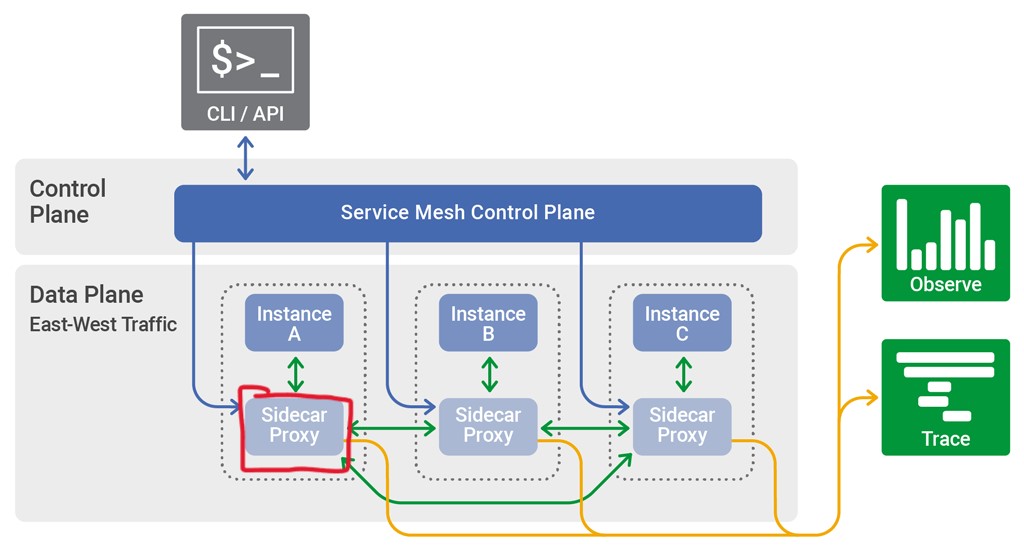 $>_
CLI / API
Control
Plane
Service Mesh Control Plane
Data Plane
East-West Traffic
Instance
A
Instance
B
Instance
C
Sidecar
Proxy
Sidecar
Proxy
Sidecar
Proxy
Observe
Trace